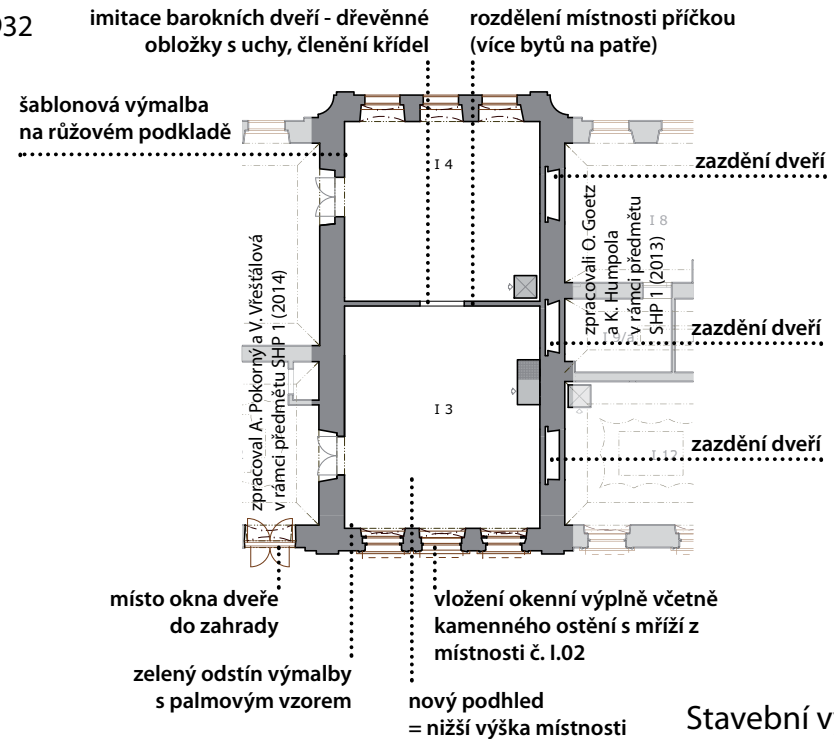 932
imitace barokních dveří - dřevěnné
obložky s uchy, členění křídel
rozdělení místnosti příčkou
(více bytů na patře)
šablonová výmalba
na růžovém podkladě
zazdění dveří
I 4
I 8
zpracovali O. Goetz
a K. Humpola
v rámci předmětu
SHP 1 (2013)
zpracoval A. Pokorný a V. Vřešťálová
v rámci předmětu SHP 1 (2014)
zazdění dveří
I 9/a
I 3
zazdění dveří
I 12
místo okna dveře
do zahrady
vložení okenní výplně včetně
kamenného ostění s mříží z
místnosti č. I.02
zelený odstín výmalby
s palmovým vzorem
nový podhled
= nižší výška místnosti
Stavební v